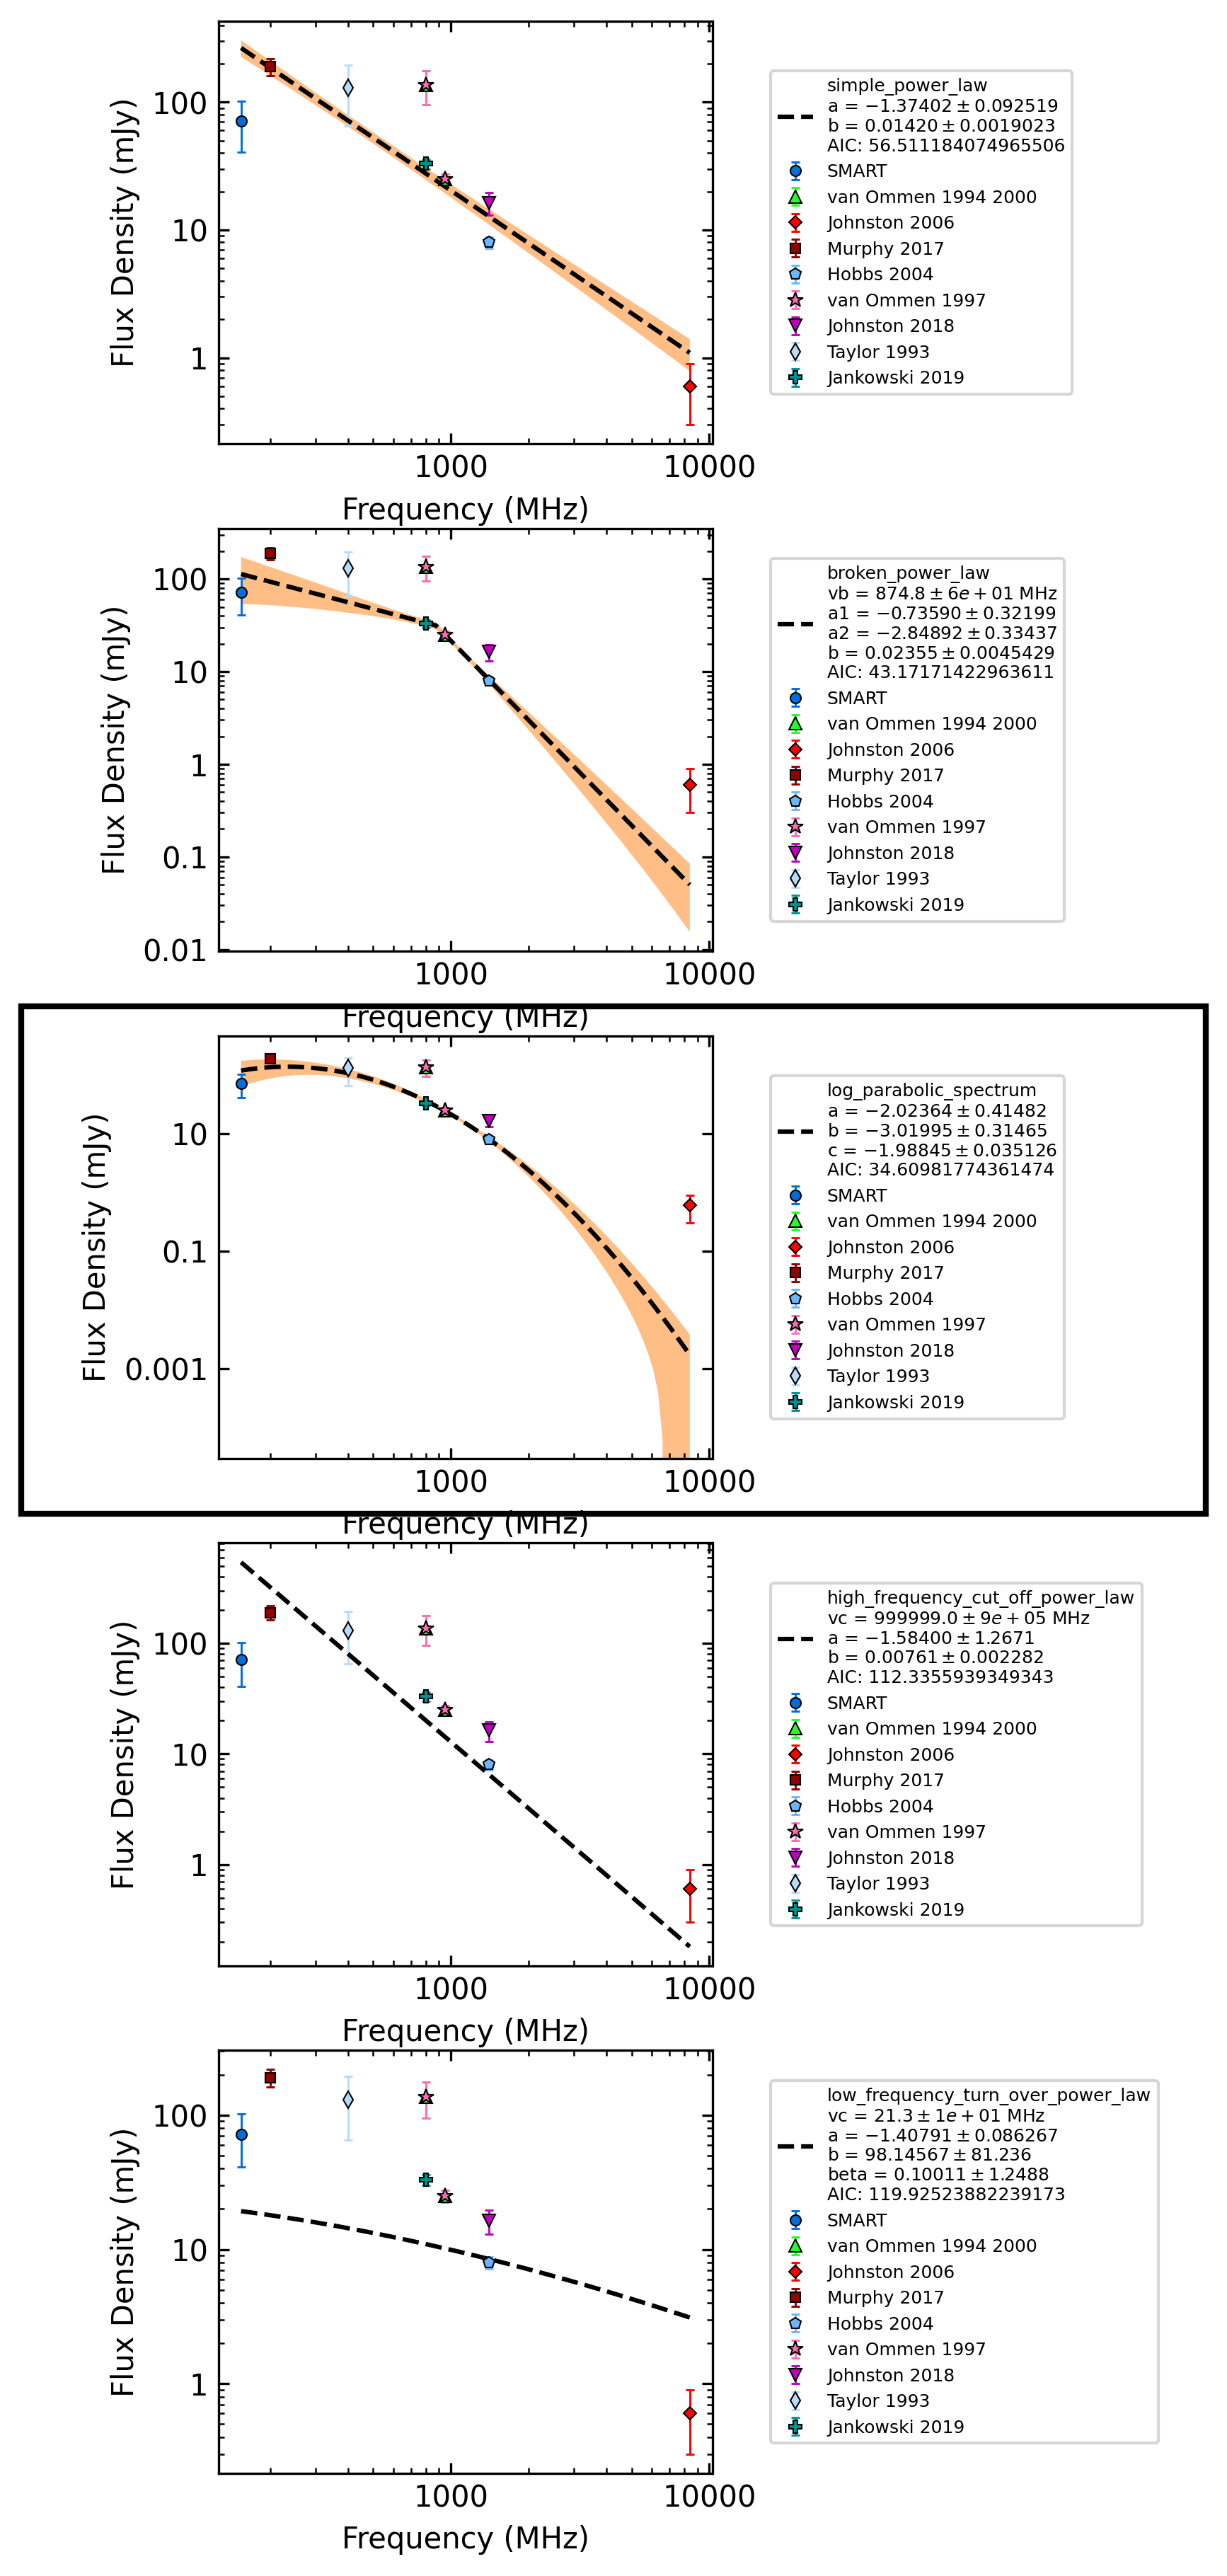 100
10
1
Flux Density (mJy)
1000
10000
Frequency (MHz)
simple_power_law
a = −1.37402 ± 0.092519
b = 0.01420 ± 0.0019023
AIC: 56.511184074965506
SMART
van Ommen 1994 2000
Johnston 2006
Murphy 2017
Hobbs 2004
van Ommen 1997
Johnston 2018
Taylor 1993
Jankowski 2019
100
10
1
0.1
0.01
Flux Density (mJy)
1000
10000
Frequency (MHz)
broken_power_law
vb = 874.8 ± 6e + 01 MHz
a1 = −0.73590 ± 0.32199
a2 = −2.84892 ± 0.33437
b = 0.02355 ± 0.0045429
AIC: 43.17171422963611
SMART
van Ommen 1994 2000
Johnston 2006
Murphy 2017
Hobbs 2004
van Ommen 1997
Johnston 2018
Taylor 1993
Jankowski 2019
10
0.1
0.001
Flux Density (mJy)
1000
10000
Frequency (MHz)
log_parabolic_spectrum
a = −2.02364 ± 0.41482
b = −3.01995 ± 0.31465
c = −1.98845 ± 0.035126
AIC: 34.60981774361474
SMART
van Ommen 1994 2000
Johnston 2006
Murphy 2017
Hobbs 2004
van Ommen 1997
Johnston 2018
Taylor 1993
Jankowski 2019
100
10
1
Flux Density (mJy)
1000
10000
Frequency (MHz)
high_frequency_cut_off_power_law
vc = 999999.0 ± 9e + 05 MHz
a = −1.58400 ± 1.2671
b = 0.00761 ± 0.002282
AIC: 112.3355939349343
SMART
van Ommen 1994 2000
Johnston 2006
Murphy 2017
Hobbs 2004
van Ommen 1997
Johnston 2018
Taylor 1993
Jankowski 2019
100
10
1
Flux Density (mJy)
1000
10000
Frequency (MHz)
low_frequency_turn_over_power_law
vc = 21.3 ± 1e + 01 MHz
a = −1.40791 ± 0.086267
b = 98.14567 ± 81.236
beta = 0.10011 ± 1.2488
AIC: 119.92523882239173
SMART
van Ommen 1994 2000
Johnston 2006
Murphy 2017
Hobbs 2004
van Ommen 1997
Johnston 2018
Taylor 1993
Jankowski 2019